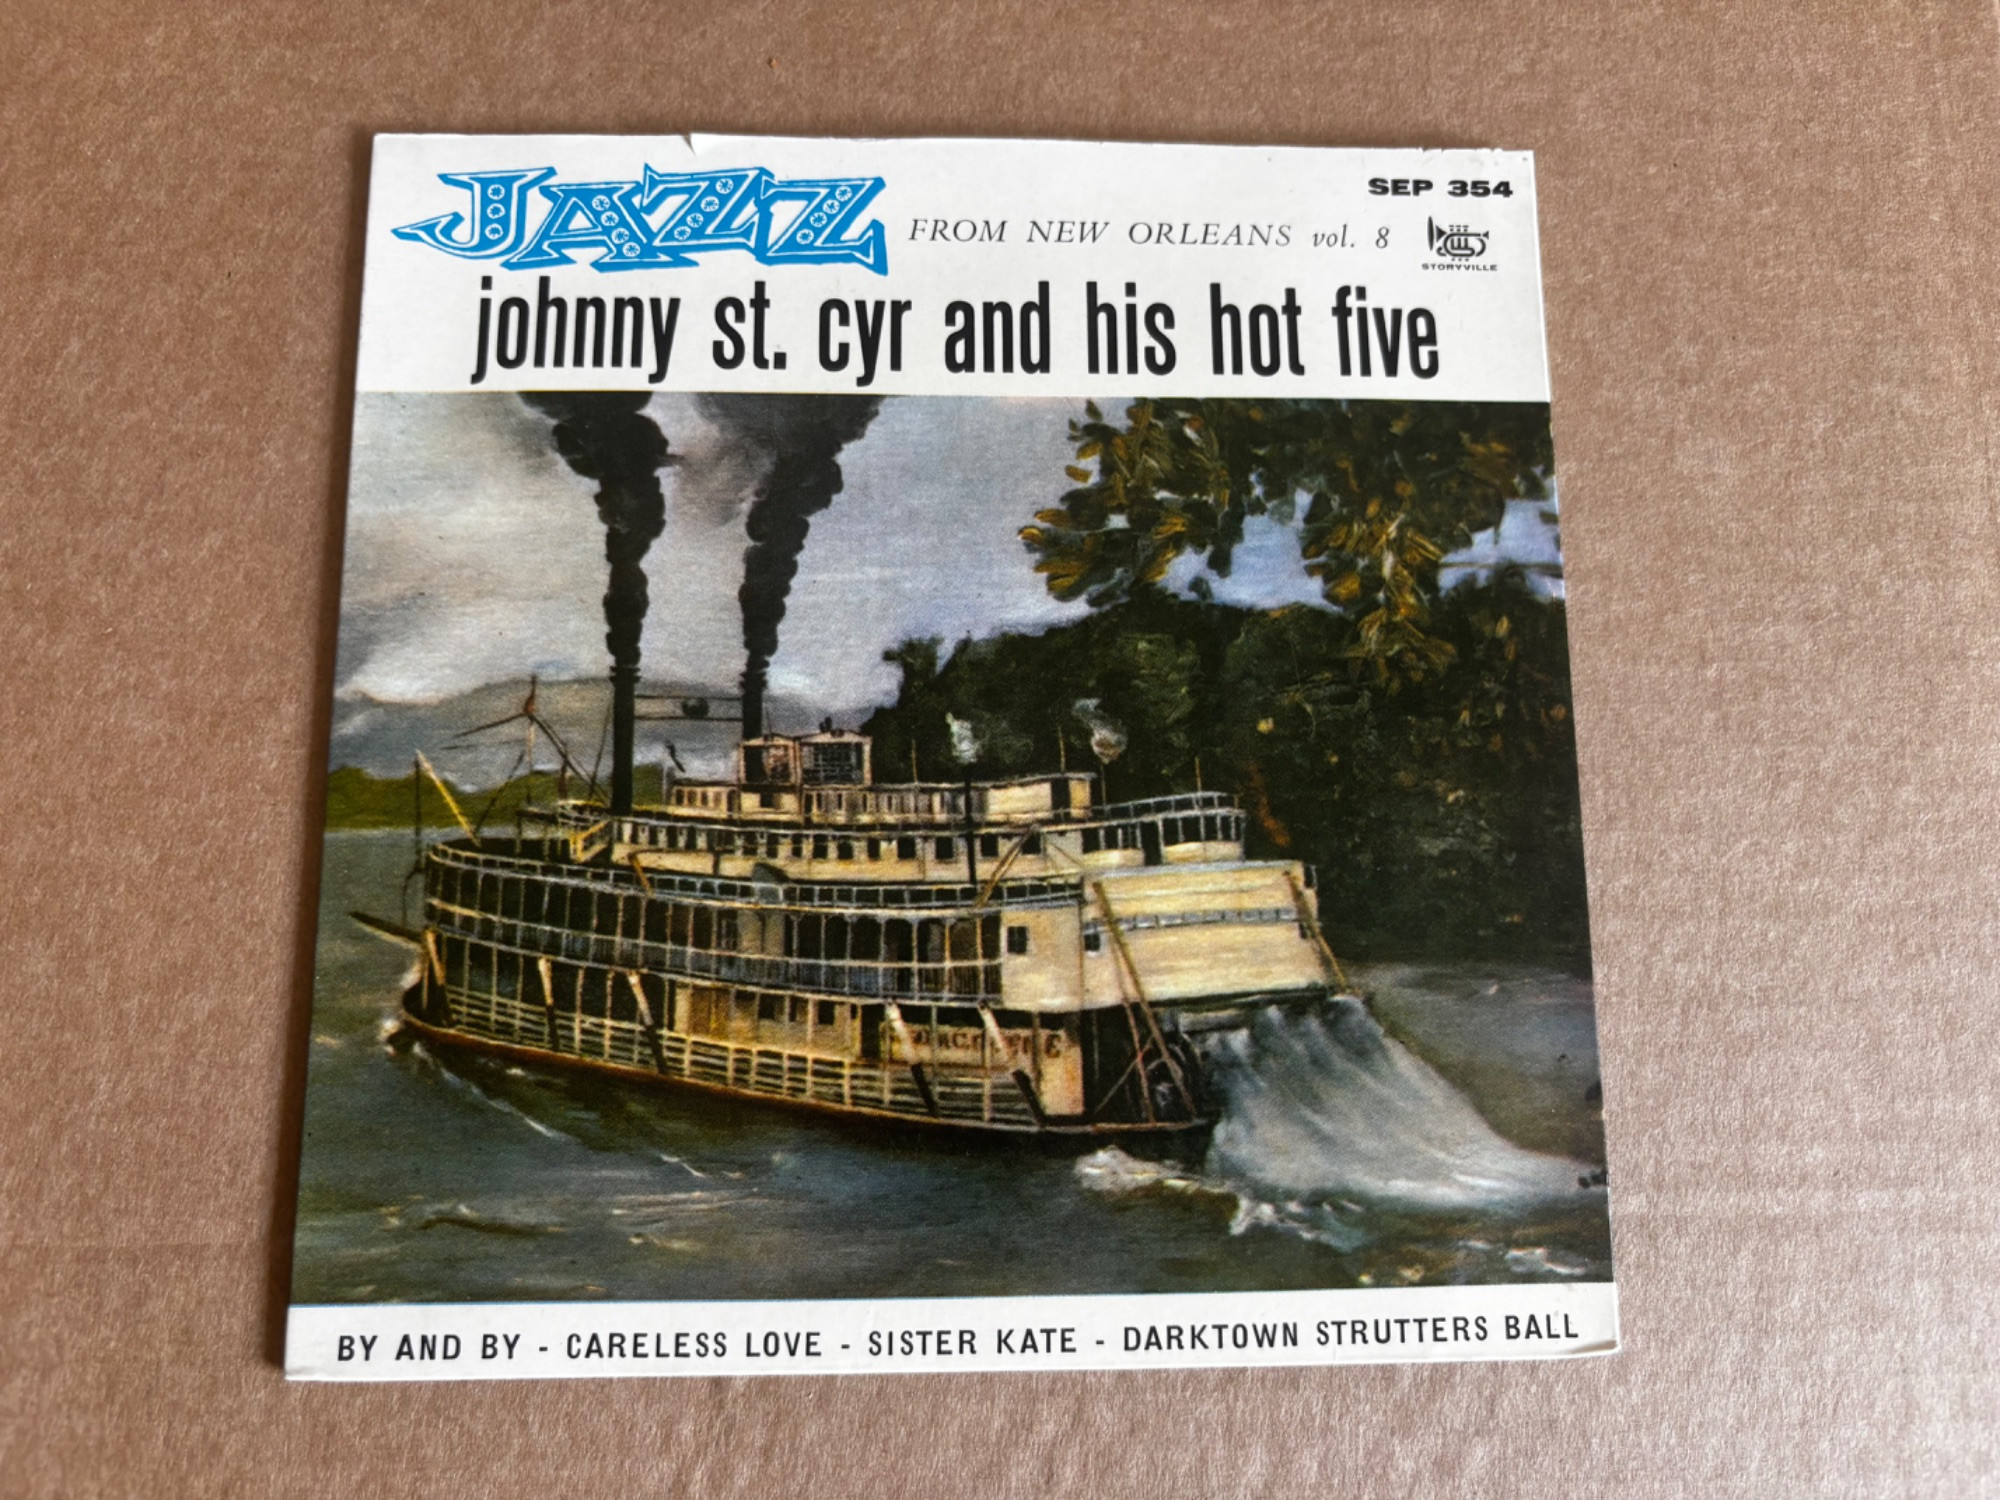 SEP 354
JAZZ FROM NEW ORLEANS vol. 8
STORYVILLE
johnny st. cyr and his hot five
BY AND BY - CARELESS LOVE - SISTER KATE - DARKTOWN STRUTTERS BALL